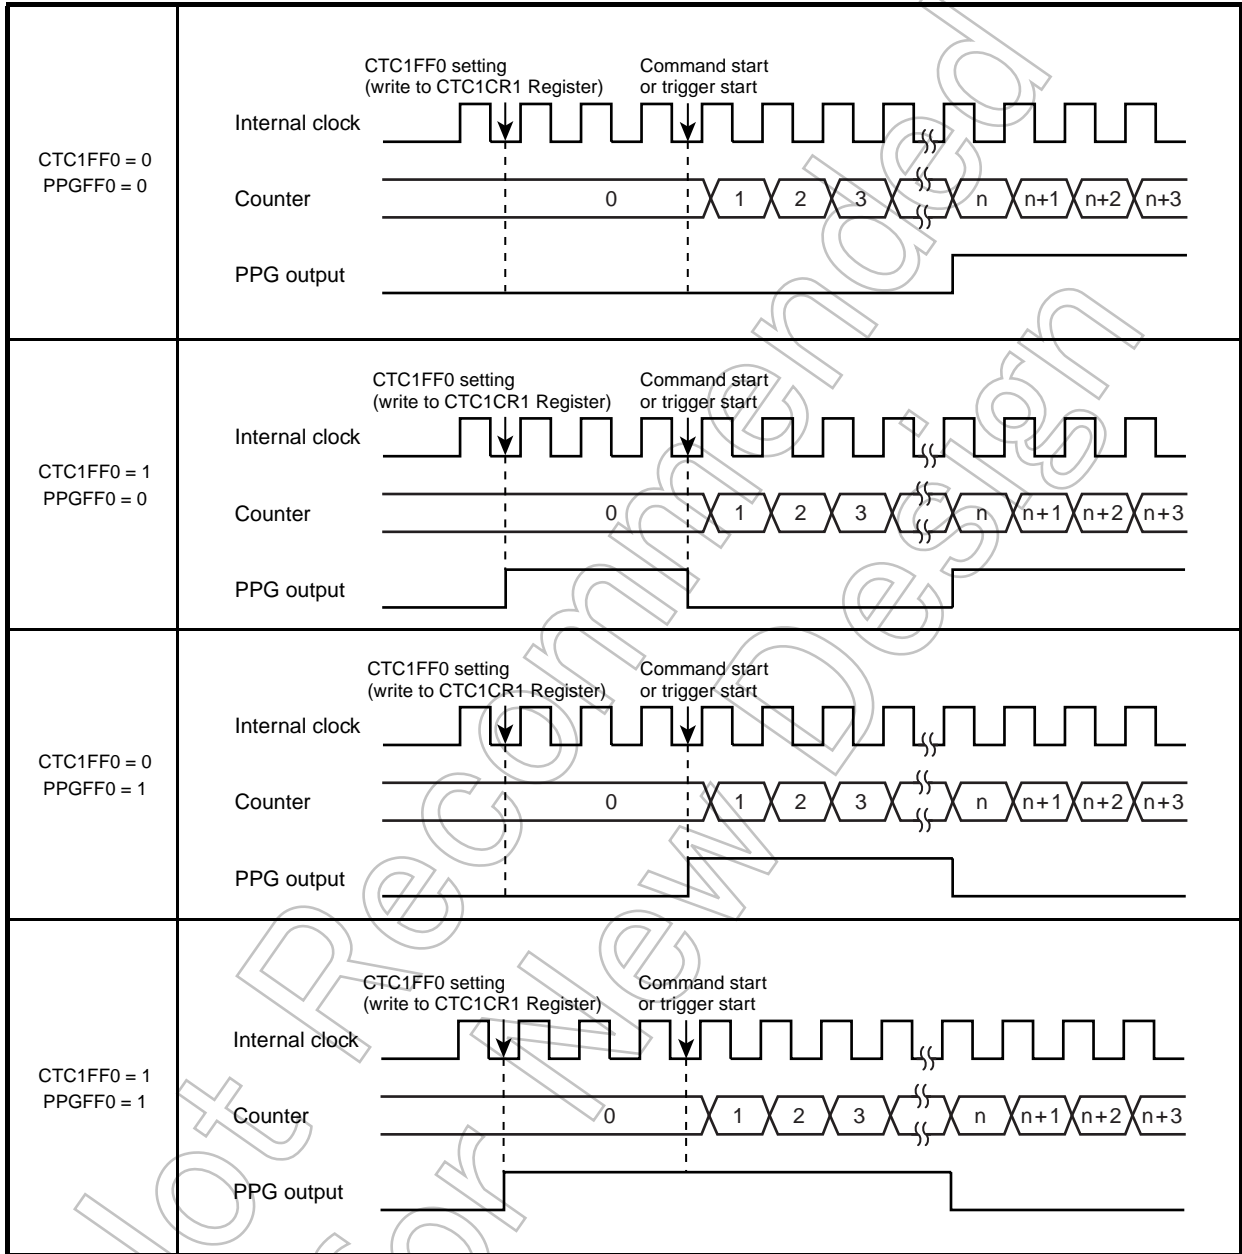 CTC1FF0 = 0
PPGFF0 = 0
CTC1FF0 setting
(write to CTC1CR1 Register)
Command start
or trigger start
Internal clock
Counter
0 1 2 3 n n+1 n+2 n+3
PPG output
CTC1FF0 = 1
PPGFF0 = 0
CTC1FF0 setting
(write to CTC1CR1 Register)
Command start
or trigger start
Internal clock
Counter
0 1 2 3 n n+1 n+2 n+3
PPG output
CTC1FF0 = 0
PPGFF0 = 1
CTC1FF0 setting
(write to CTC1CR1 Register)
Command start
or trigger start
Internal clock
Counter
0 1 2 3 n n+1 n+2 n+3
PPG output
CTC1FF0 = 1
PPGFF0 = 1
CTC1FF0 setting
(write to CTC1CR1 Register)
Command start
or trigger start
Internal clock
Counter
0 1 2 3 n n+1 n+2 n+3
PPG output
Not Recommended
for New Design